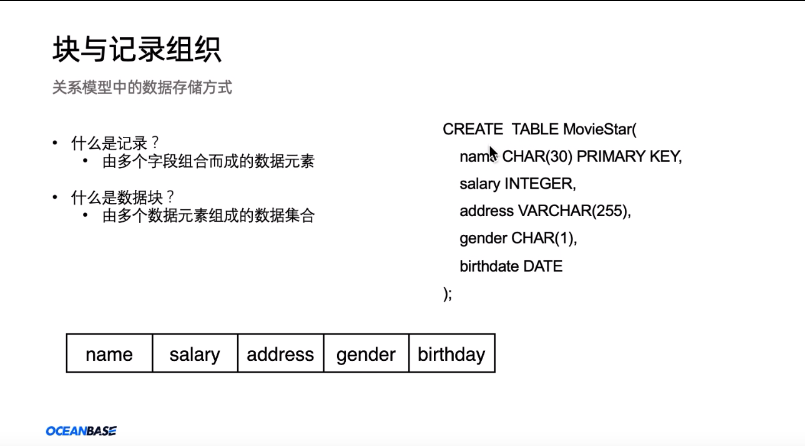 块与记录组织
关系模型中的数据存储方式
• 什么是记录？
• 由多个字段组合而成的数据元素
• 什么是数据块？
• 由多个数据元素组成的数据集合
CREATE TABLE MovieStar(
name CHAR(30) PRIMARY KEY,
salary INTEGER,
address VARCHAR(255),
gender CHAR(1),
birthdate DATE
);
name salary address gender birthday
OCEANBASE